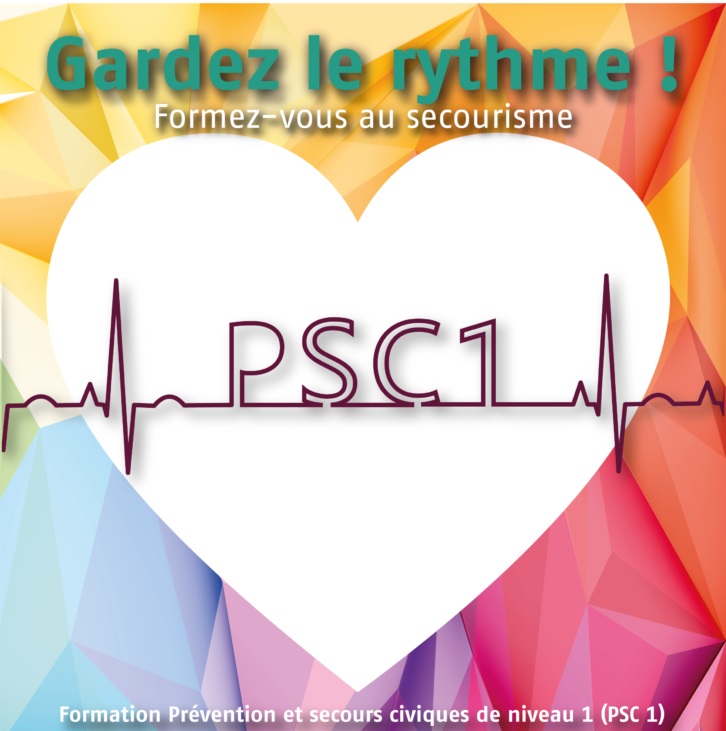 Gardez le rythme !
Formez-vous au secourisme
PSC1
Formation Prévention et secours civiques de niveau 1 (PSC 1)